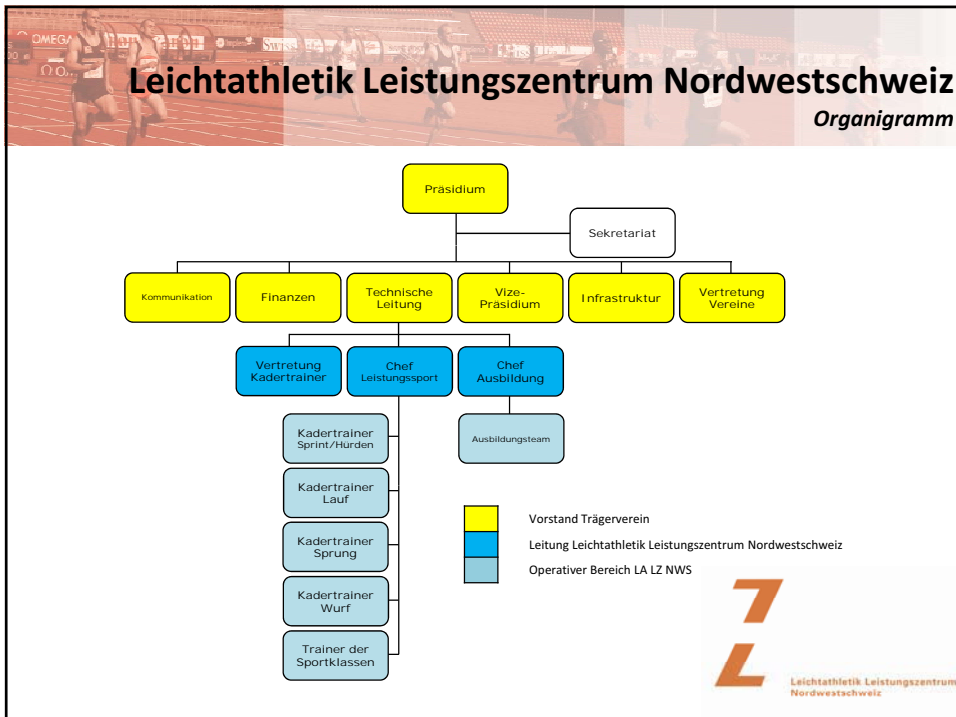 OMEGA
Swiss
Leichtathletik Leistungszentrum Nordwestschweiz
Organigramm
Präsidium
Sekretariat
Kommunikation
Finanzen
Technische
Leitung
Vize-
Präsidium
Infrastruktur
Vertretung
Vereine
Vertretung
Kadertrainer
Chef
Leistungssport
Chef
Ausbildung
Kadertrainer
Sprint/Hürden
Ausbildungsteam
Kadertrainer
Lauf
Kadertrainer
Sprung
Kadertrainer
Wurf
Trainer der
Sportklassen
Vorstand Trägerverein
Leitung Leichtathletik Leistungszentrum Nordwestschweiz
Operativer Bereich LA LZ NWS
Leichtathletik Leistungszentrum
Nordwestschweiz